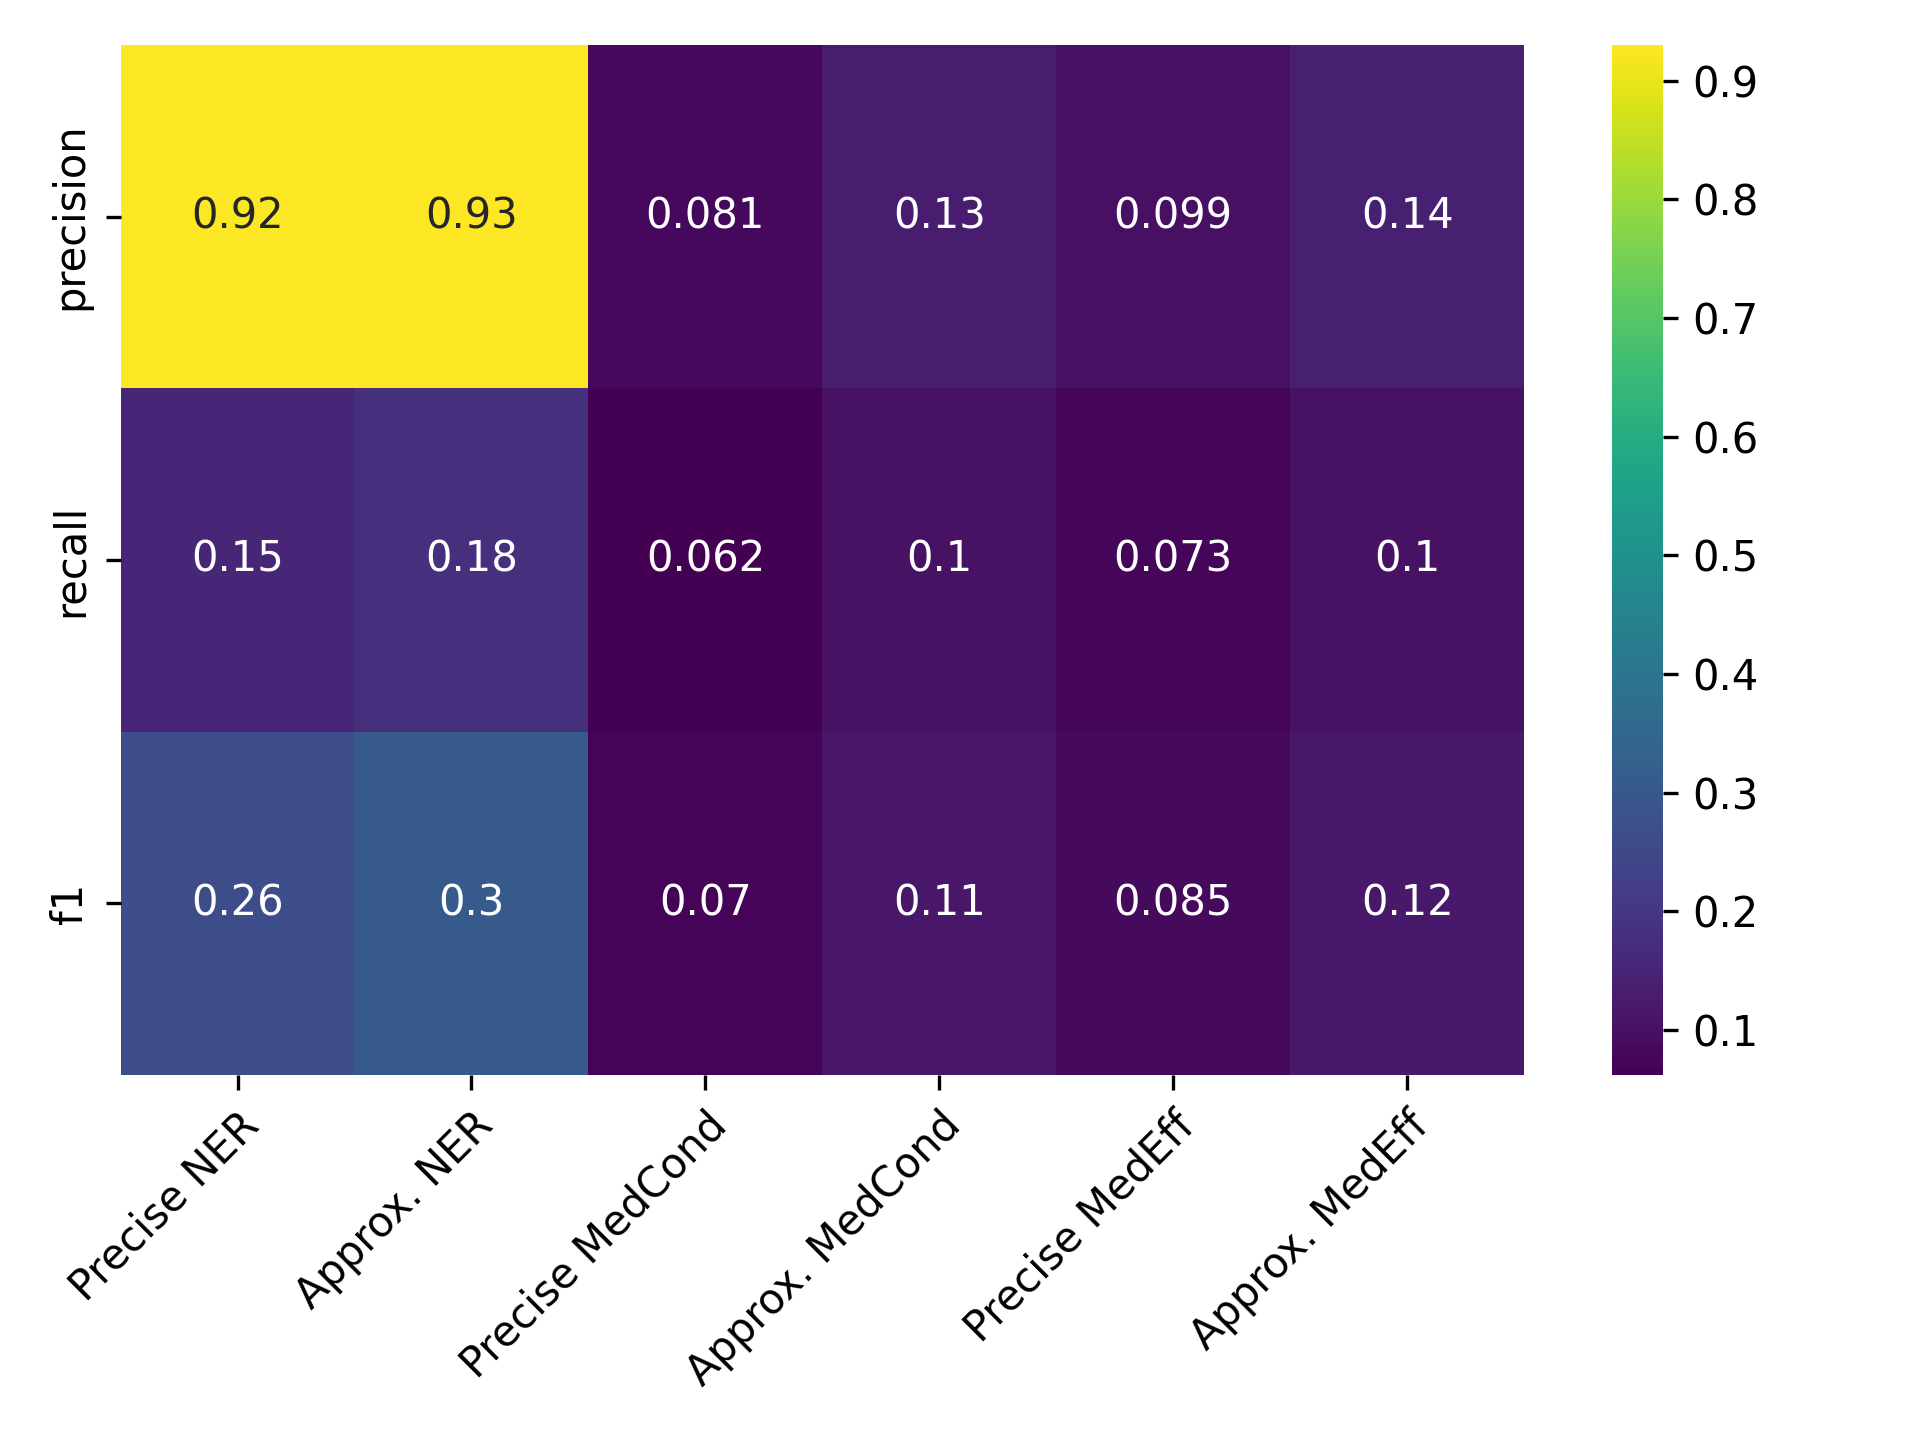 precision 0.92 0.93 0.081 0.13 0.099 0.14
recall 0.15 0.18 0.062 0.1 0.073 0.1
f1 0.26 0.3 0.07 0.11 0.085 0.12
Precise NER
Approx. NER
Precise MedCond
Approx. MedCond
Precise MedEff
Approx. MedEff
0.9
0.8
0.7
0.6
0.5
0.4
0.3
0.2
0.1